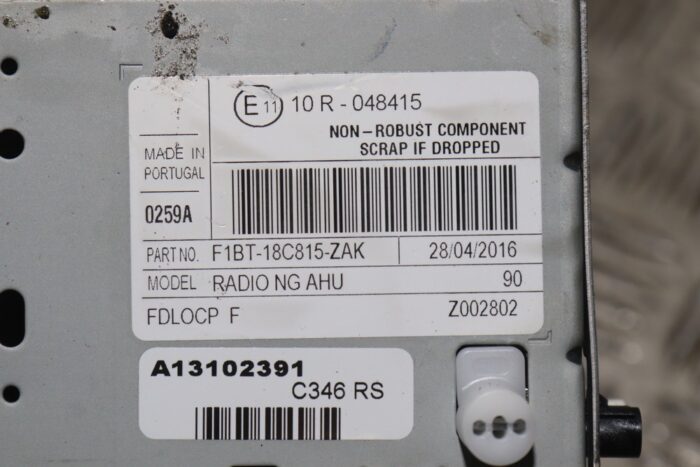 E11 10 R - 048415
NON-ROBUST COMPONENT
SCRAP IF DROPPED
MADE IN
PORTUGAL
0259A
PART NO. F1BT-18C815-ZAK 28/04/2016
MODEL RADIO NG AHU 90
FDLOCP F Z002802
A13102391
C346 RS